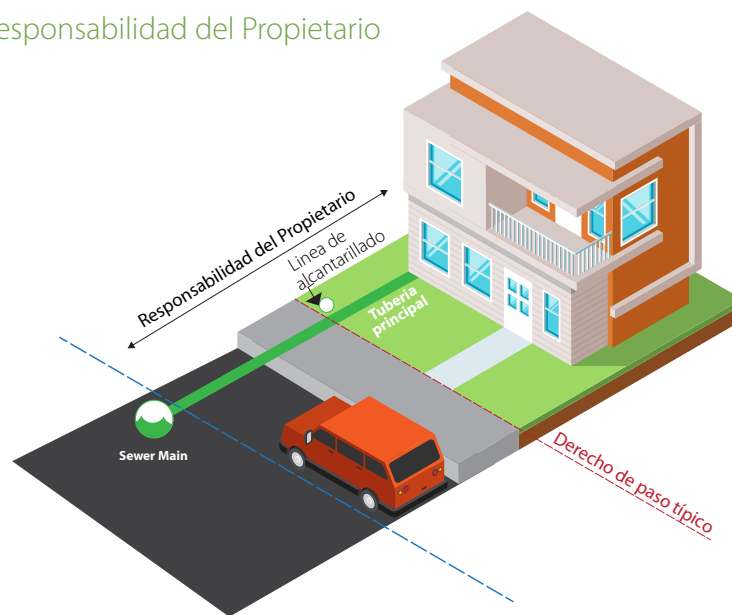 esponsabilidad del Propietario
Responsabilidad del Propietario
Linea de
alcantarillado
Tuberia
principal
Sewer Main
Derecho de paso típico